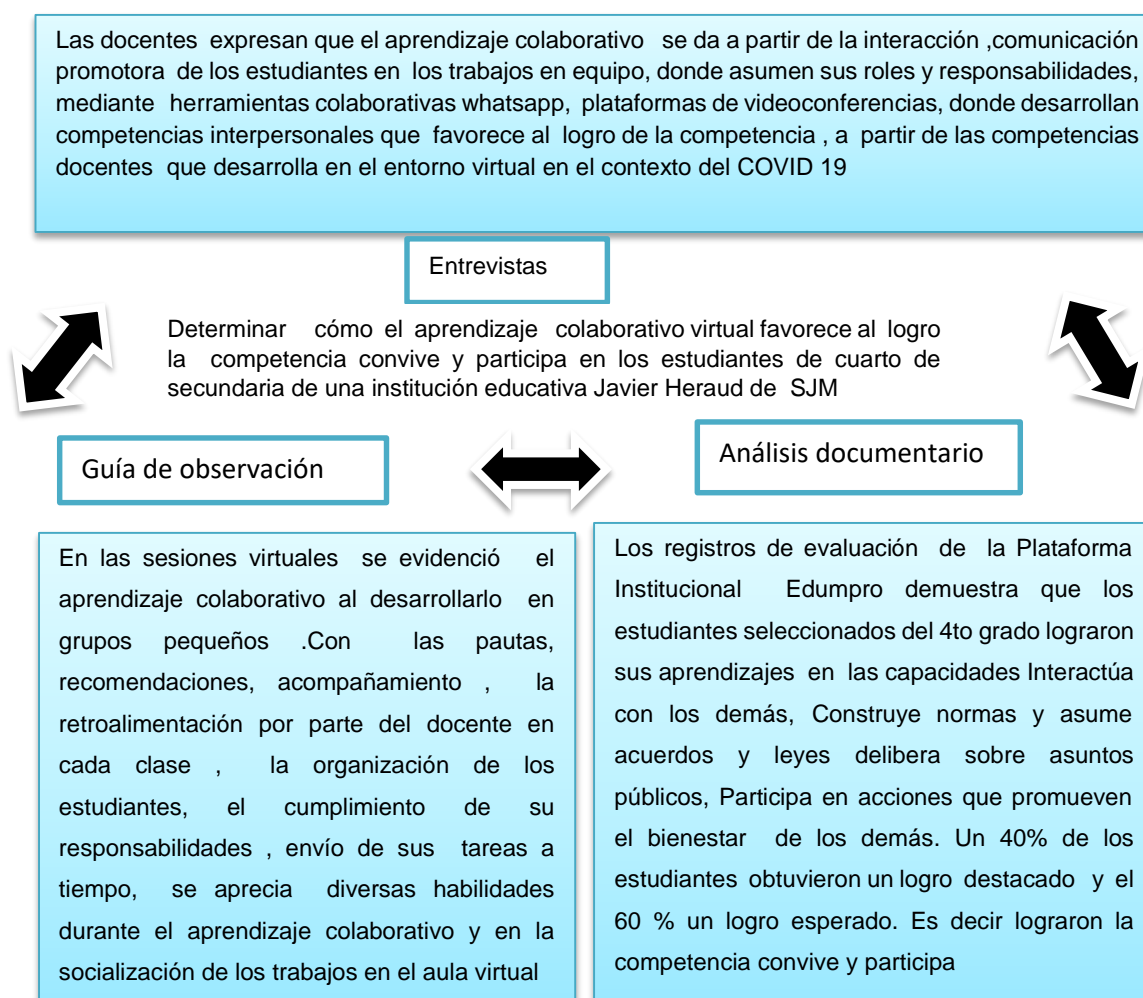 Las docentes expresan que el aprendizaje colaborativo se da a partir de la interacción ,comunicación
promotora de los estudiantes en los trabajos en equipo, donde asumen sus roles y responsabilidades,
mediante herramientas colaborativas whatsapp, plataformas de videoconferencias, donde desarrollan
competencias interpersonales que favorece al logro de la competencia , a partir de las competencias
docentes que desarrolla en el entorno virtual en el contexto del COVID 19
Entrevistas
Determinar cómo el aprendizaje colaborativo virtual favorece al logro
la competencia convive y participa en los estudiantes de cuarto de
secundaria de una institución educativa Javier Heraud de SJM
Guía de observación
Análisis documentario
En las sesiones virtuales se evidenció el
aprendizaje colaborativo al desarrollarlo en
grupos pequeños .Con las pautas,
recomendaciones, acompañamiento , la
retroalimentación por parte del docente en
cada clase , la organización de los
estudiantes, el cumplimiento de su
responsabilidades , envío de sus tareas a
tiempo, se aprecia diversas habilidades
durante el aprendizaje colaborativo y en la
socialización de los trabajos en el aula virtual
Los registros de evaluación de la Plataforma
Institucional Edumpro demuestra que los
estudiantes seleccionados del 4to grado lograron
sus aprendizajes en las capacidades Interactúa
con los demás, Construye normas y asume
acuerdos y leyes delibera sobre asuntos
públicos, Participa en acciones que promueven
el bienestar de los demás. Un 40% de los
estudiantes obtuvieron un logro destacado y el
60 % un logro esperado. Es decir lograron la
competencia convive y participa